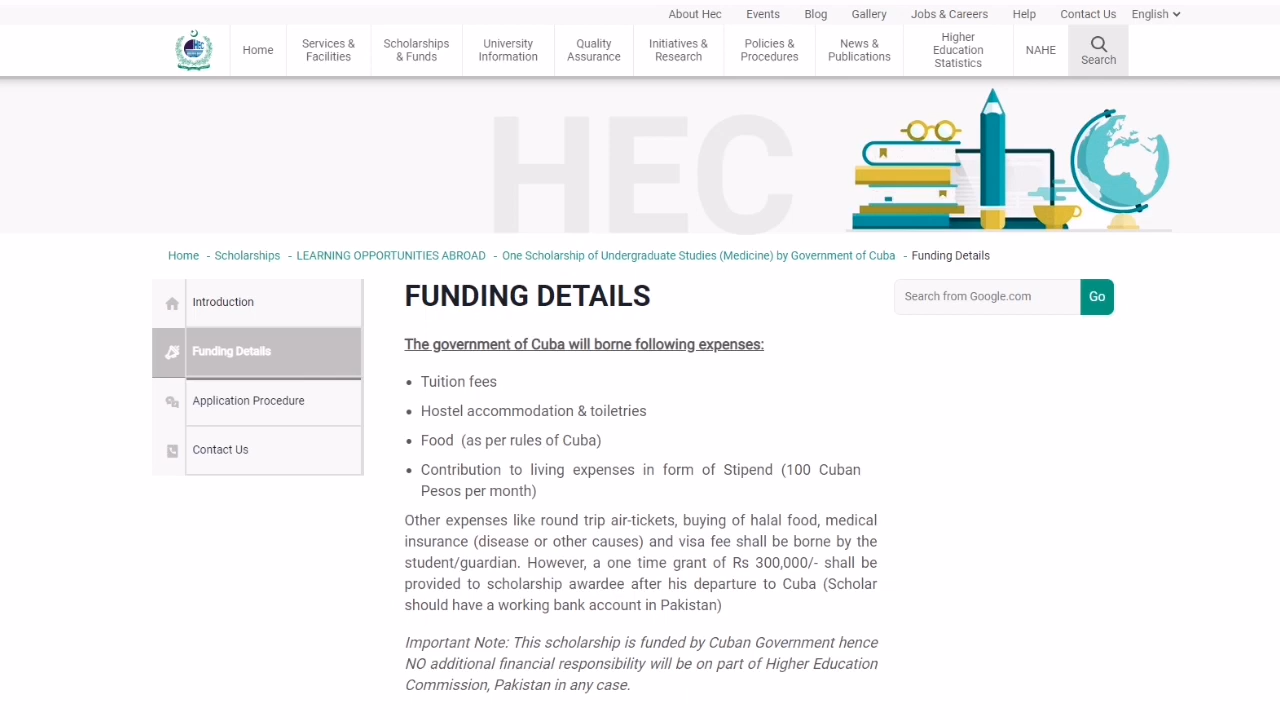 About Hec Events Blog Gallery Jobs & Careers Help Contact Us English
HEC
Home
Services &
Facilities
Scholarships
& Funds
University
Information
Quality
Assurance
Initiatives &
Research
Policies &
Procedures
News &
Publications
Higher
Education
Statistics
NAHE
Search
HEC
Home - Scholarships - LEARNING OPPORTUNITIES ABROAD - One Scholarship of Undergraduate Studies (Medicine) by Government of Cuba - Funding Details
Introduction
Funding Details
Application Procedure
Contact Us
FUNDING DETAILS
The government of Cuba will borne following expenses:
• Tuition fees
• Hostel accommodation & toiletries
• Food (as per rules of Cuba)
• Contribution to living expenses in form of Stipend (100 Cuban
Pesos per month)
Other expenses like round trip air-tickets, buying of halal food, medical
insurance (disease or other causes) and visa fee shall be borne by the
student/guardian. However, a one time grant of Rs 300,000/- shall be
provided to scholarship awardee after his departure to Cuba (Scholar
should have a working bank account in Pakistan)
Important Note: This scholarship is funded by Cuban Government hence
NO additional financial responsibility will be on part of Higher Education
Commission, Pakistan in any case.
Search from Google.com
Go